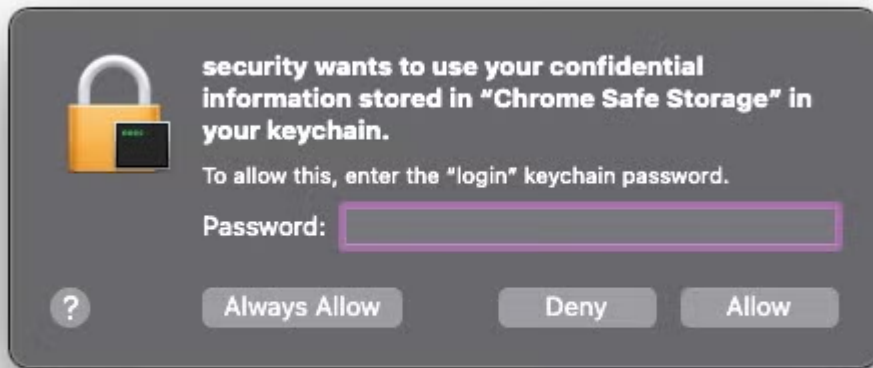 security wants to use your confidential
information stored in “Chrome Safe Storage” in
your keychain.
To allow this, enter the “login” keychain password.
Password:
?
Always Allow
Deny
Allow